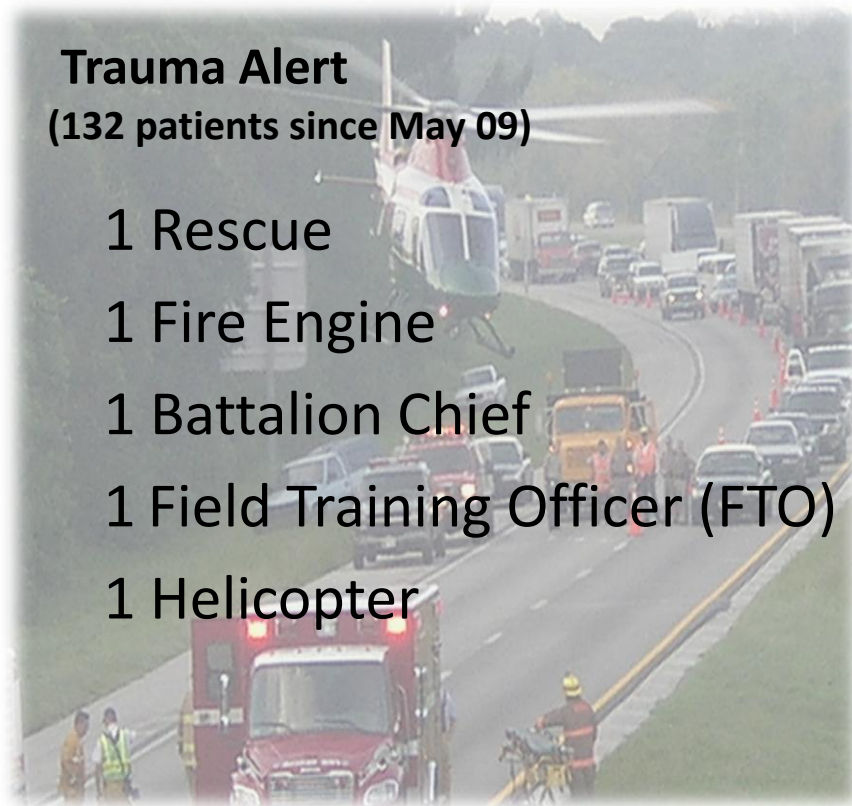 Trauma Alert
(132 patients since May 09)
1 Rescue
1 Fire Engine
1 Battalion Chief
1 Field Training Officer (FTO)
1 Helicopter